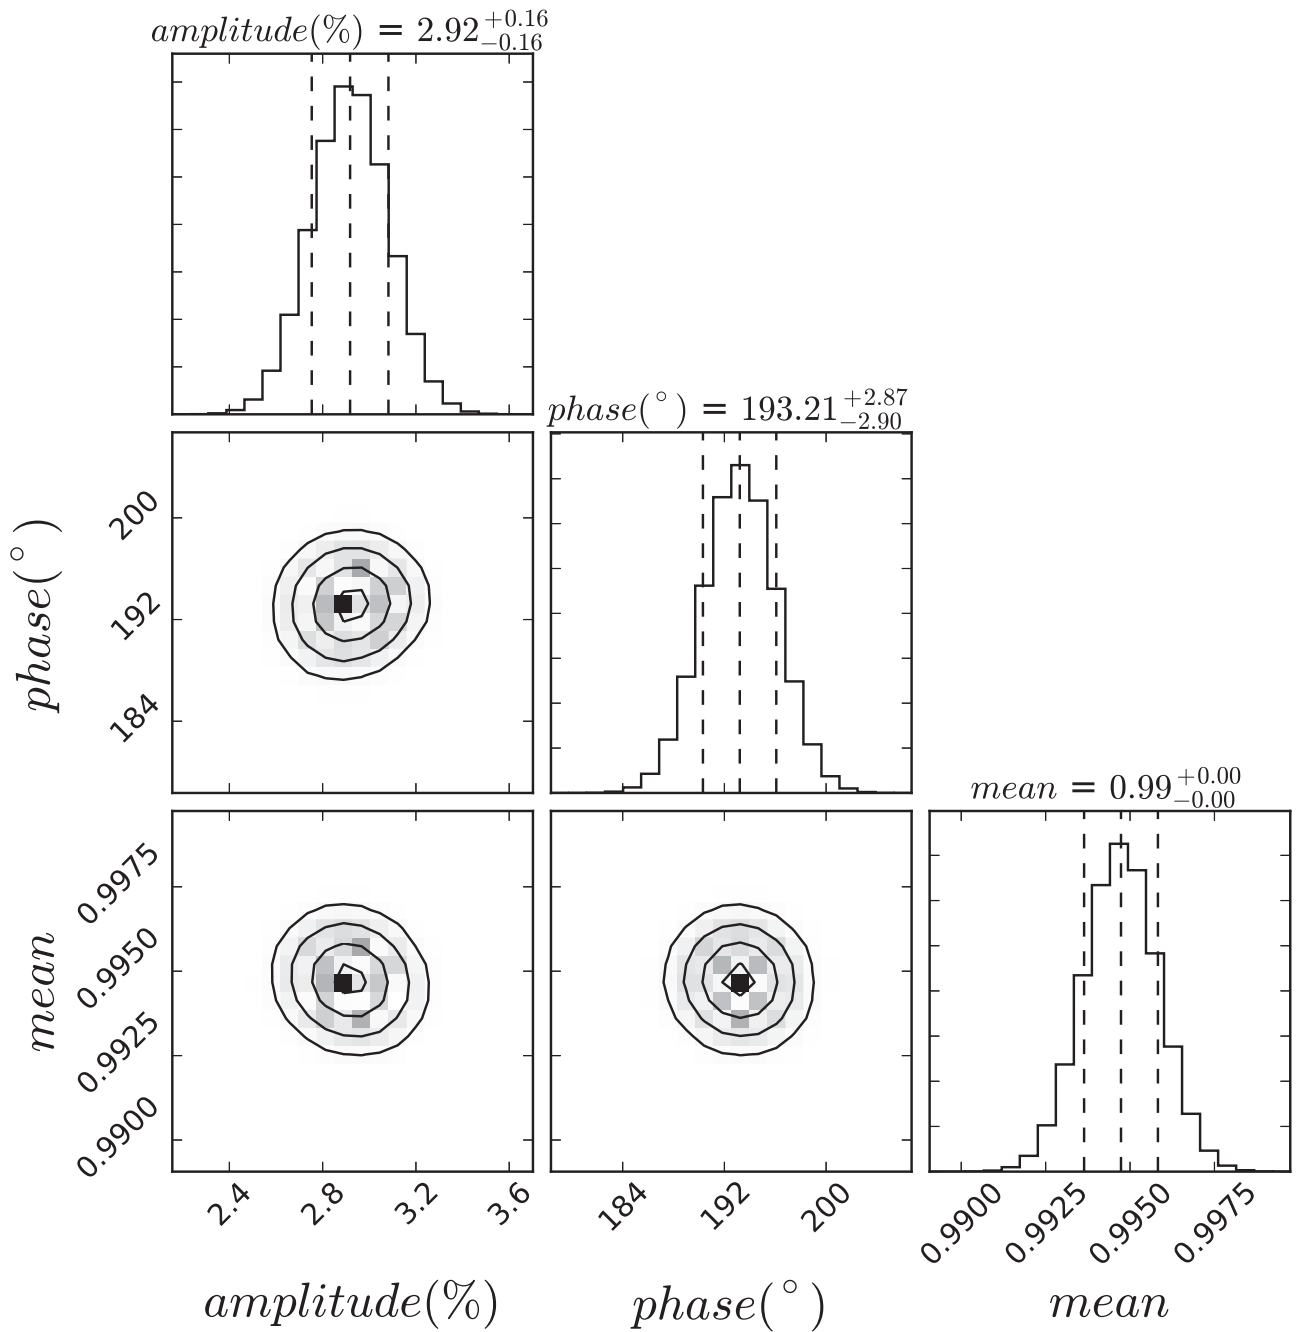 amplitude(%) = 2.92 +0.16 −0.16
phase(°) = 193.21 +2.87 −2.90
phase(°)
200
192
184
mean = 0.99 +0.00 −0.00
mean
0.9975
0.9950
0.9925
0.9900
2.4 2.8 3.2 3.6
184 192 200
0.9900 0.9925 0.9950 0.9975
amplitude(%) phase(°) mean